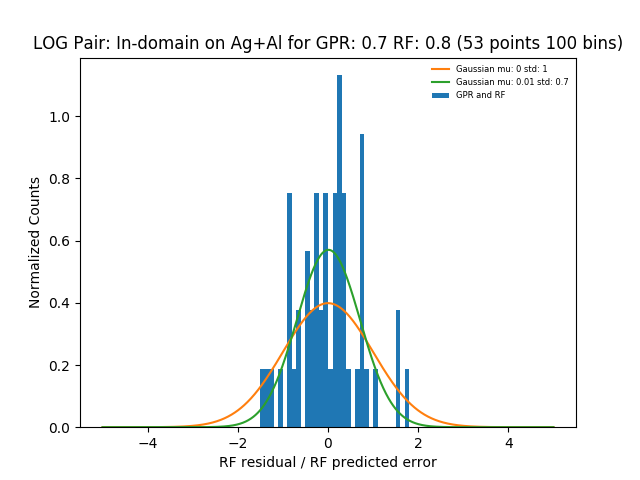 LOG Pair: In-domain on Ag+Al for GPR: 0.7 RF: 0.8 (53 points 100 bins)
Gaussian mu: 0 std: 1
Gaussian mu: 0.01 std: 0.7
GPR and RF
Normalized Counts
1.0
0.8
0.6
0.4
0.2
0.0
−4 −2 0 2 4
RF residual / RF predicted error